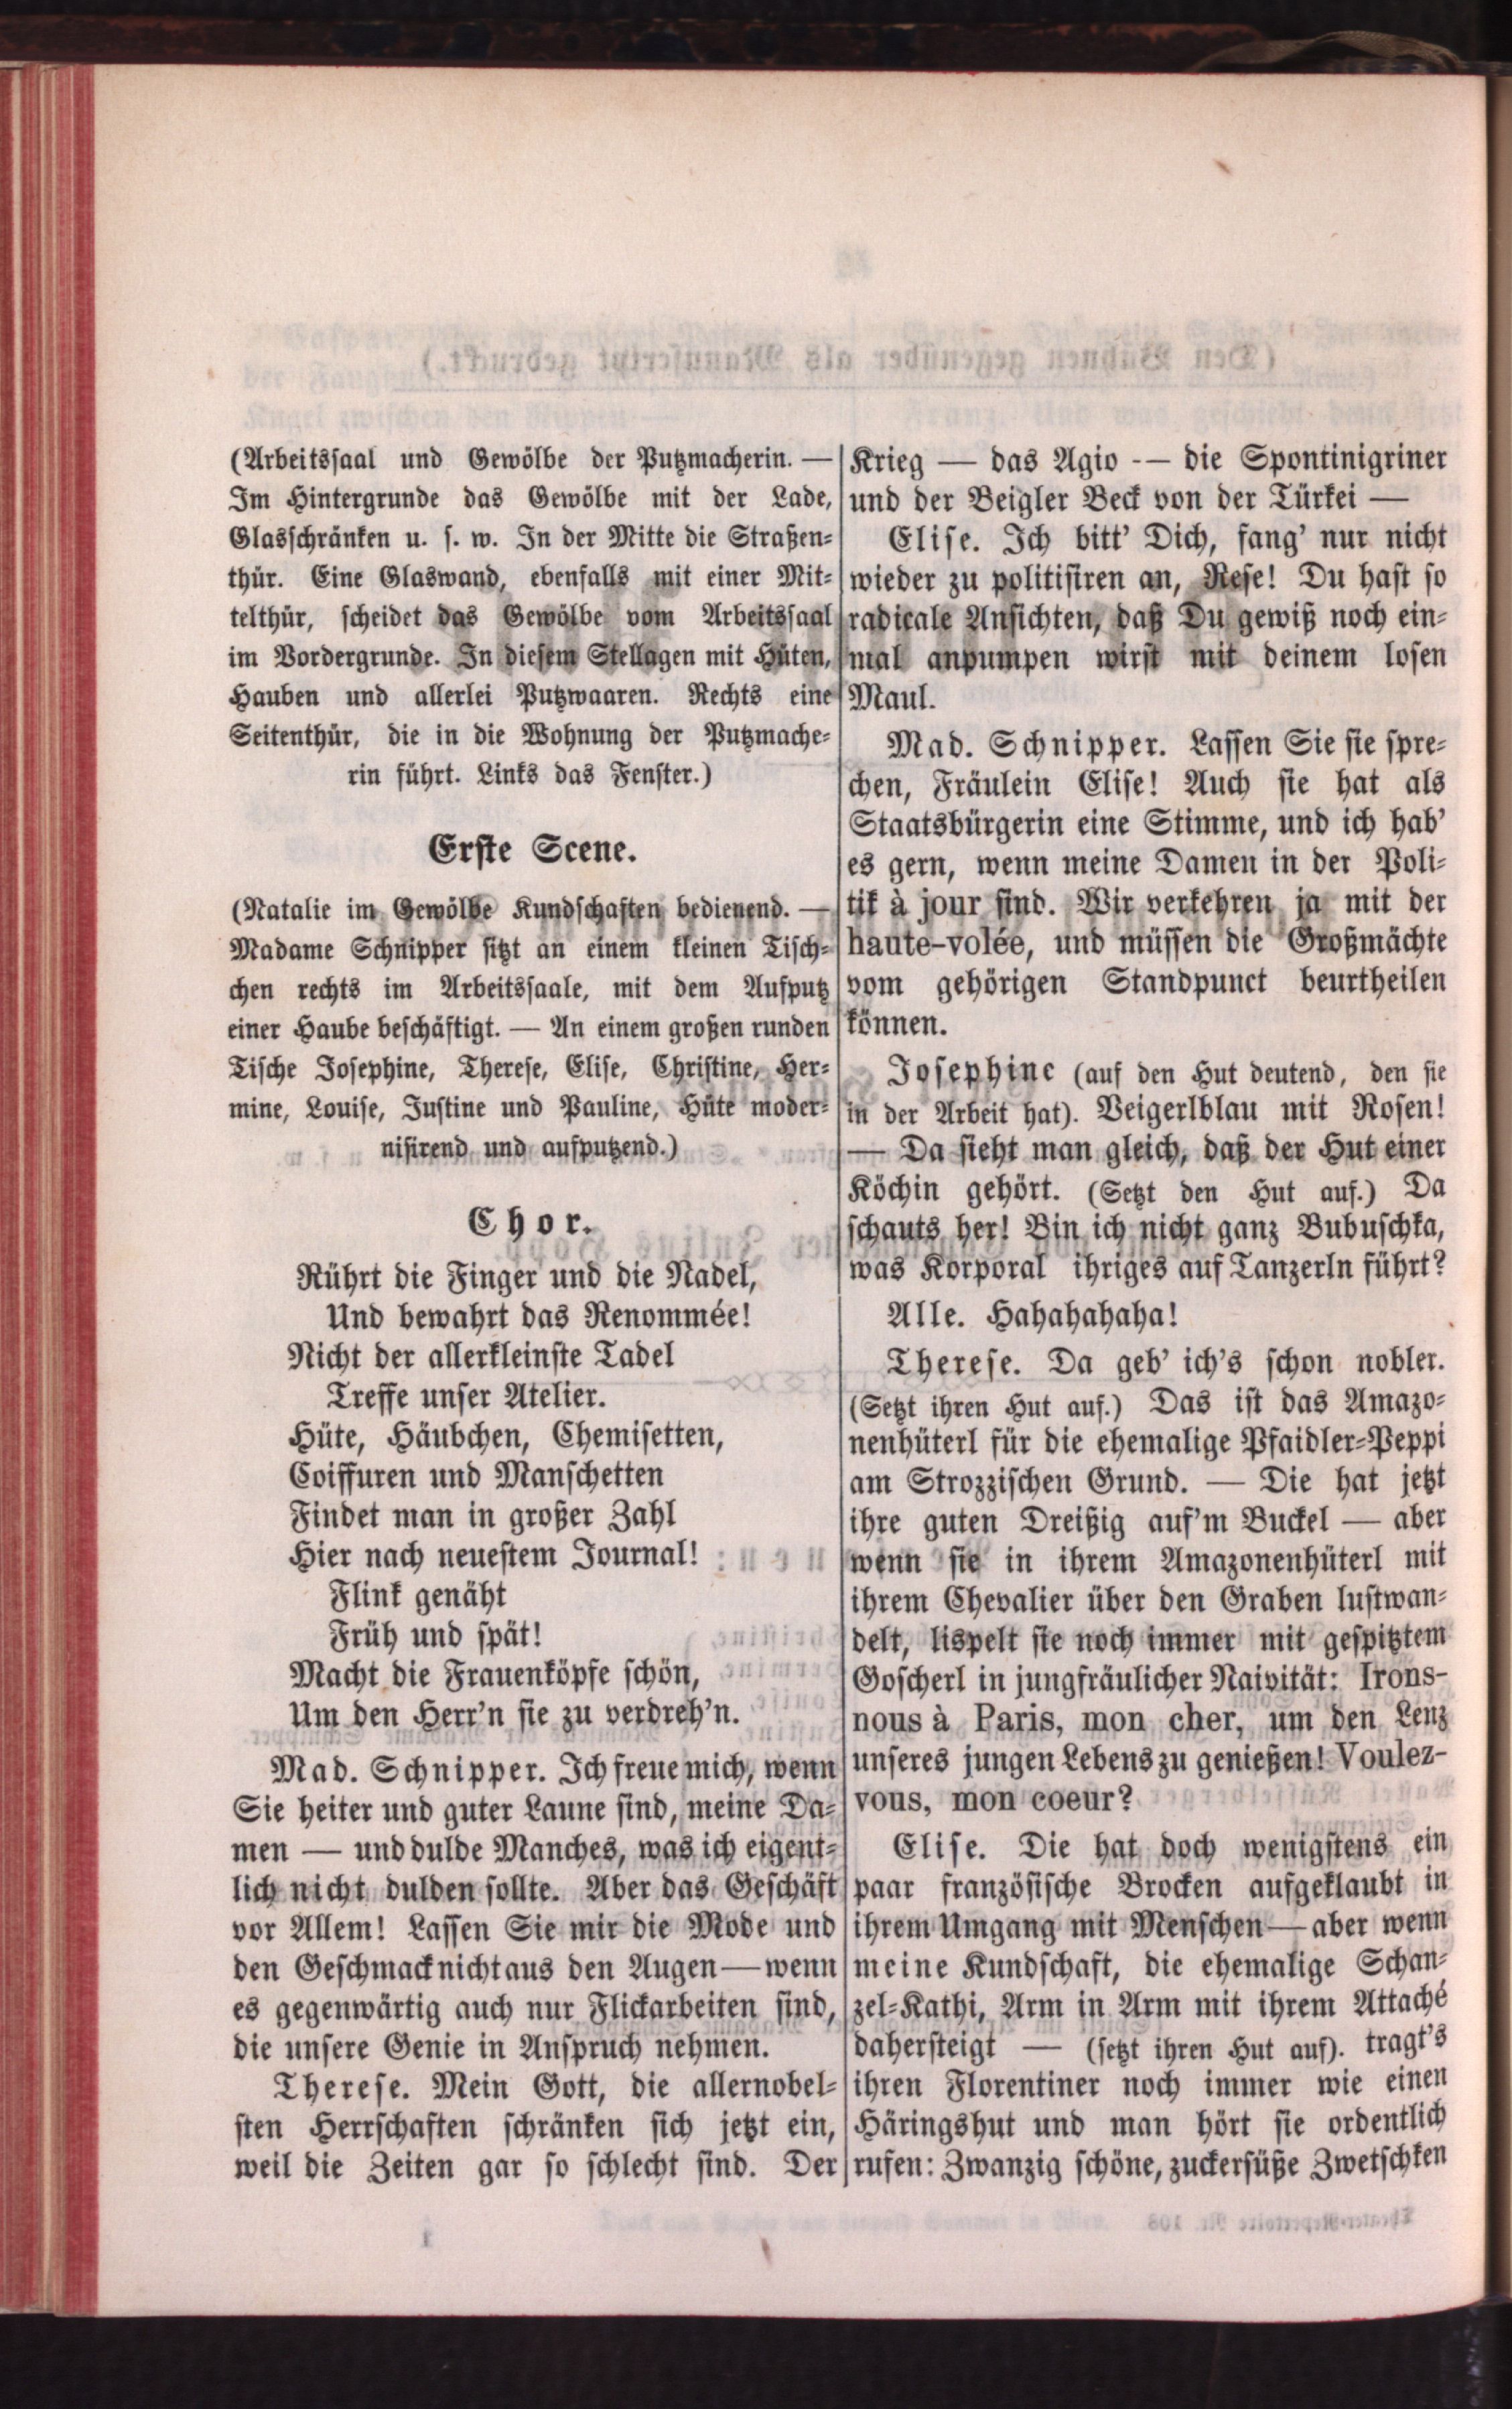 (Arbeitssaal und Gewölbe der Putzmacherin. —
Im Hintergrunde das Gewölbe mit der Lade,
Glasschränken u. s. w. In der Mitte die Straßen-
thür. Eine Glaswand, ebenfalls mit einer Mit-
telthür, scheidet das Gewölbe vom Arbeitssaal
im Vordergrunde. In diesem Stellagen mit Hüten,
Hauben und allerlei Putzwaaren. Rechts eine
Seitenthür, die in die Wohnung der Putzmache-
rin führt. Links das Fenster.)
Erste Scene.
(Natalie im Gewölbe Kundschaften bedienend. —
Madame Schnipper sitzt an einem kleinen Tisch-
chen rechts im Arbeitssaale, mit dem Aufputz
einer Haube beschäftigt. — An einem großen runden
Tische Josephine, Therese, Elise, Christine, Her-
mine, Louise, Justine und Pauline, Hüte moder-
nisirend und aufputzend.)
Chor.
Rührt die Finger und die Nadel,
Und bewahrt das Renommée!
Nicht der allerkleinste Tadel
Treffe unser Atelier.
Hüte, Häubchen, Chemisetten,
Coiffuren und Manschetten
Findet man in großer Zahl
Hier nach neuestem Journal!
Flink genäht
Früh und spät!
Macht die Frauenköpfe schön,
Um den Herr'n sie zu verdreh'n.
Mad. Schnipper. Ich freue mich, wenn
Sie heiter und guter Laune sind, meine Da-
men — und dulde Manches, was ich eigent-
lich nicht dulden sollte. Aber das Geschäft
vor Allem! Lassen Sie mir die Mode und
den Geschmack nicht aus den Augen — wenn
es gegenwärtig auch nur Flickarbeiten sind,
die unsere Genie in Anspruch nehmen.
Therese. Mein Gott, die allernobel-
sten Herrschaften schränken sich jetzt ein,
weil die Zeiten gar so schlecht sind. Der
Krieg — das Agio -— die Spontinigriner
und der Beigler Beck von der Türkei —
Elise. Ich bitt' Dich, fang' nur nicht
wieder zu politisiren an, Rese! Du hast so
radicale Ansichten, daß Du gewiß noch ein-
mal anpumpen wirst mit deinem losen
Maul.
Mad. Schnipper. Lassen Sie sie spre-
chen, Fräulein Elise! Auch sie hat als
Staatsbürgerin eine Stimme, und ich hab'
es gern, wenn meine Damen in der Poli-
tik à jour sind. Wir verkehren ja mit der
haute-volée, und müssen die Großmächte
vom gehörigen Standpunct beurtheilen
können.
Josephine (auf den Hut deutend, den sie
in der Arbeit hat). Veigerlblau mit Rosen!
— Da sieht man gleich, daß der Hut einer
Köchin gehört. (Setzt den Hut auf.) Da
schauts her! Bin ich nicht ganz Bubuschka,
was Korporal ihriges auf Tanzerln führt?
Alle. Hahahahaha!
Therese. Da geb' ich's schon nobler.
(Setzt ihren Hut auf.) Das ist das Amazo-
nenhüterl für die ehemalige Pfaidler-Peppi
am Strozzischen Grund. — Die hat jetzt
ihre guten Dreißig auf'm Buckel — aber
wenn sie in ihrem Amazonenhüterl mit
ihrem Chevalier über den Graben lustwan-
delt, lispelt sie noch immer mit gespitztem
Goscherl in jungfräulicher Naivität: Irons-
nous à Paris, mon cher, um den Lenz
unseres jungen Lebens zu genießen! Voulez-
vous, mon coeur?
Elise. Die hat doch wenigstens ein
paar französische Brocken aufgeklaubt in
ihrem Umgang mit Menschen — aber wenn
meine Kundschaft, die ehemalige Schan-
zel-Kathi, Arm in Arm mit ihrem Attaché
dahersteigt — (setzt ihren Hut auf). tragt's
ihren Florentiner noch immer wie einen
Häringshut und man hört sie ordentlich
rufen: Zwanzig schöne, zuckersüße Zwetschken